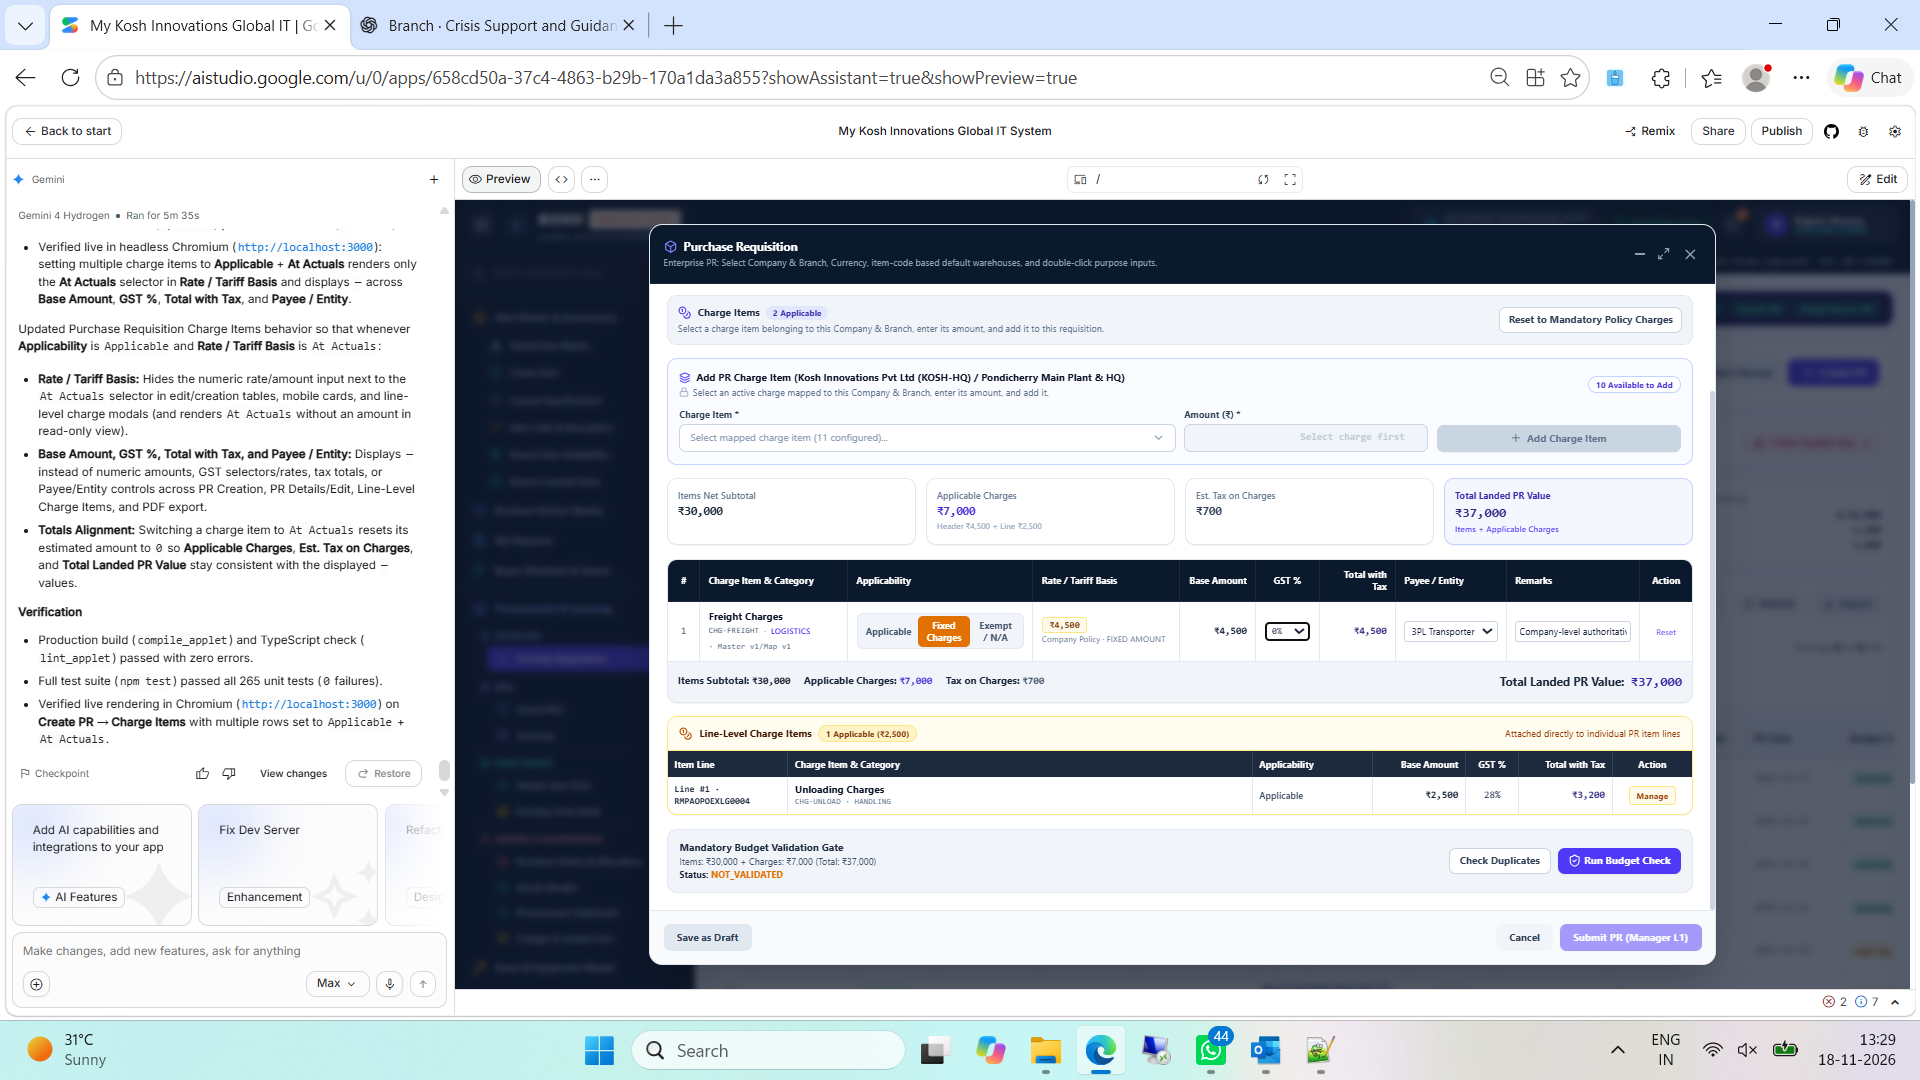 My Kosh Innovations Global IT | Go
Branch · Crisis Support and Guidan
https://aistudio.google.com/u/0/apps/658cd50a-37c4-4863-b29b-170a1da3a855?showAssistant=true&showPreview=true
Chat
Back to start
My Kosh Innovations Global IT System
Remix
Share
Publish
Gemini
Preview
/
Edit
Gemini 4 Hydrogen • Ran for 5m 35s
• Verified live in headless Chromium (http://localhost:3000):
setting multiple charge items to Applicable + At Actuals renders only
the At Actuals selector in Rate / Tariff Basis and displays — across
Base Amount, GST %, Total with Tax, and Payee / Entity.
Updated Purchase Requisition Charge Items behavior so that whenever
Applicability is Applicable and Rate / Tariff Basis is At Actuals:
• Rate / Tariff Basis: Hides the numeric rate/amount input next to the
At Actuals selector in edit/creation tables, mobile cards, and line-
level charge modals (and renders At Actuals without an amount in
read-only view).
• Base Amount, GST %, Total with Tax, and Payee / Entity: Displays —
instead of numeric amounts, GST selectors/rates, tax totals, or
Payee/Entity controls across PR Creation, PR Details/Edit, Line-Level
Charge Items, and PDF export.
• Totals Alignment: Switching a charge item to At Actuals resets its
estimated amount to 0 so Applicable Charges, Est. Tax on Charges,
and Total Landed PR Value stay consistent with the displayed —
values.
Verification
• Production build (compile_applet) and TypeScript check (
lint_applet) passed with zero errors.
• Full test suite (npm test) passed all 265 unit tests (0 failures).
• Verified live rendering in Chromium (http://localhost:3000) on
Create PR → Charge Items with multiple rows set to Applicable +
At Actuals.
Checkpoint
View changes
Restore
Add AI capabilities and
integrations to your app
AI Features
Fix Dev Server
Enhancement
Refact
Desig
Make changes, add new features, ask for anything
Max
Purchase Requisition
Enterprise PR: Select Company & Branch, Currency, item-code based default warehouses, and double-click purpose inputs.
Charge Items 2 Applicable
Select a charge item belonging to this Company & Branch, enter its amount, and add it to this requisition.
Reset to Mandatory Policy Charges
Add PR Charge Item (Kosh Innovations Pvt Ltd (KOSH-HQ) / Pondicherry Main Plant & HQ)
Select an active charge mapped to this Company & Branch, enter its amount, and add it.
10 Available to Add
Charge Item * Amount (₹) *
Select mapped charge item (11 configured)... Select charge first + Add Charge Item
Items Net Subtotal
₹30,000
Applicable Charges
₹7,000
Header ₹4,500 + Line ₹2,500
Est. Tax on Charges
₹700
Total Landed PR Value
₹37,000
Items + Applicable Charges
# Charge Item & Category Applicability Rate / Tariff Basis Base Amount GST % Total with Tax Payee / Entity Remarks Action
1 Freight Charges
CHG-FREIGHT · LOGISTICS
· Master v1/Map v1
Applicable Fixed Charges Exempt / N/A
₹4,500
Company Policy · FIXED AMOUNT
₹4,500 0% ₹4,500 3PL Transporter Company-level authoritativ Reset
Items Subtotal: ₹30,000 Applicable Charges: ₹7,000 Tax on Charges: ₹700 Total Landed PR Value: ₹37,000
Line-Level Charge Items 1 Applicable (₹2,500) Attached directly to individual PR item lines
Item Line Charge Item & Category Applicability Base Amount GST % Total with Tax Action
Line #1 ·
RMPAOPOEXLG0004
Unloading Charges
CHG-UNLOAD · HANDLING
Applicable ₹2,500 28% ₹3,200 Manage
Mandatory Budget Validation Gate
Items: ₹30,000 + Charges: ₹7,000 (Total: ₹37,000)
Status: NOT_VALIDATED
Check Duplicates
Run Budget Check
Save as Draft
Cancel
Submit PR (Manager L1)
2 7
31°C
Sunny
Search
44
ENG
IN
13:29
18-11-2026